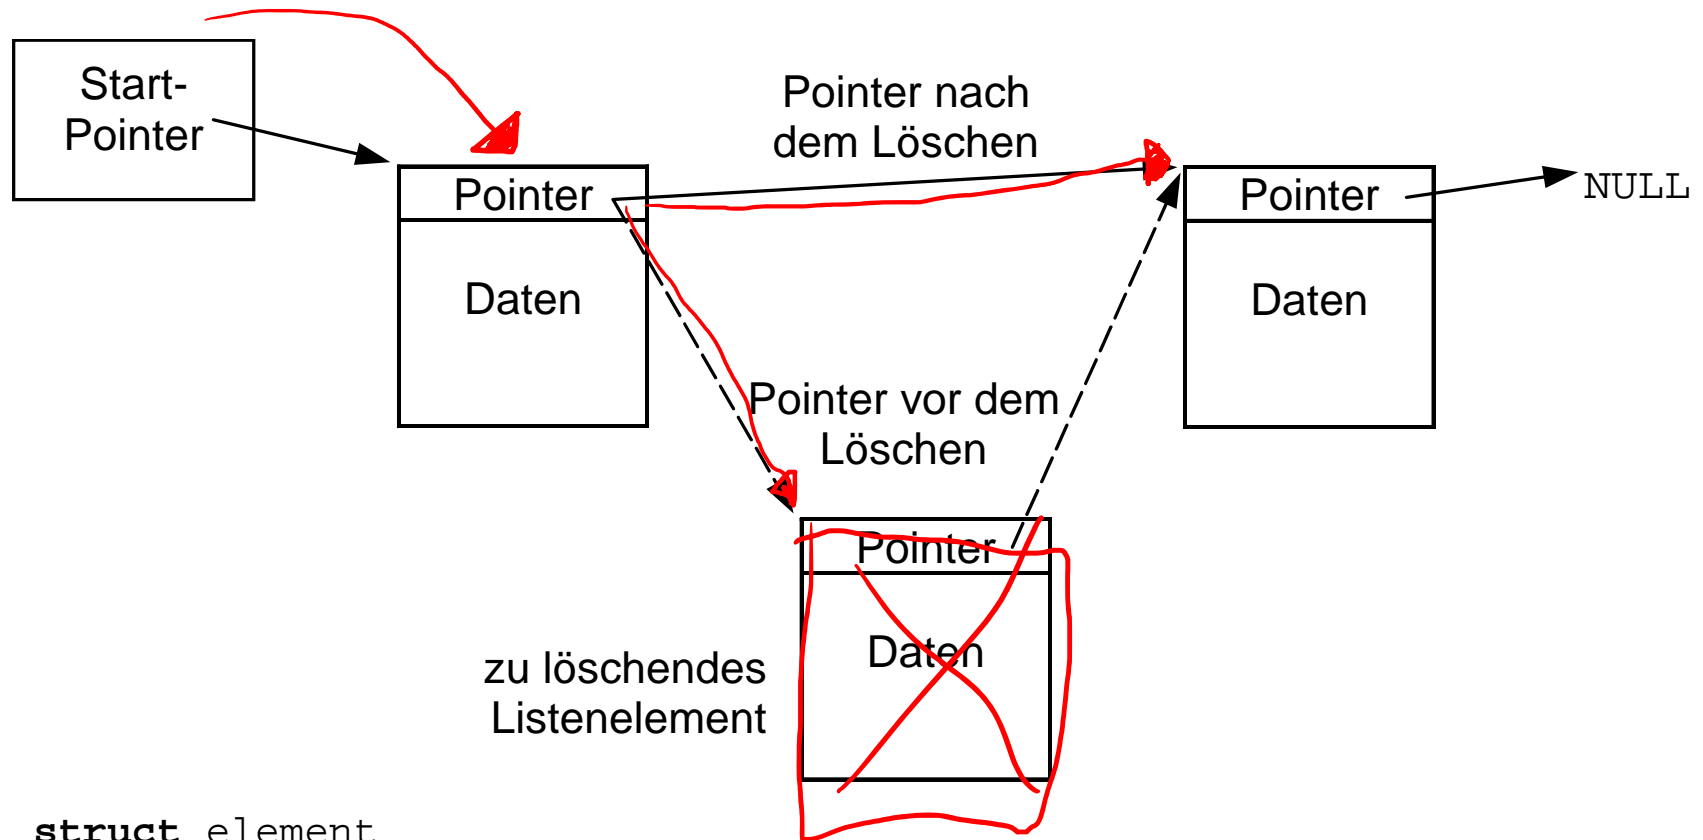 Start-
Pointer
Pointer nach
dem Löschen
Pointer
Pointer
NULL
Daten
Daten
Pointer vor dem
Löschen
Pointer
Daten
zu löschendes
Listenelement
struct element